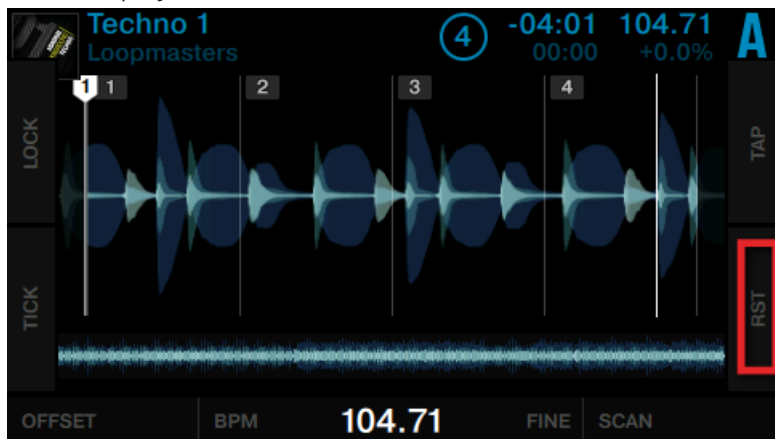 Techno 1
Loopmasters
4
-04:01 104.71
00:00 +0.0%
A
1 1 2 3 4
LOCK
TAP
TICK
RST
OFFSET BPM 104.71 FINE SCAN